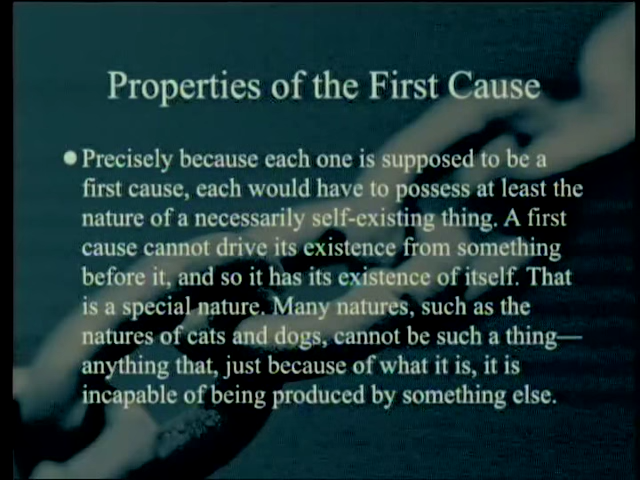 Properties of the First Cause
Precisely because each one is supposed to be a
first cause, each would have to possess at least the
nature of a necessarily self-existing thing. A first
cause cannot drive its existence from something
before it, and so it has its existence of itself. That
is a special nature. Many natures, such as the
natures of cats and dogs, cannot be such a thing—
anything that, just because of what it is, it is
incapable of being produced by something else.